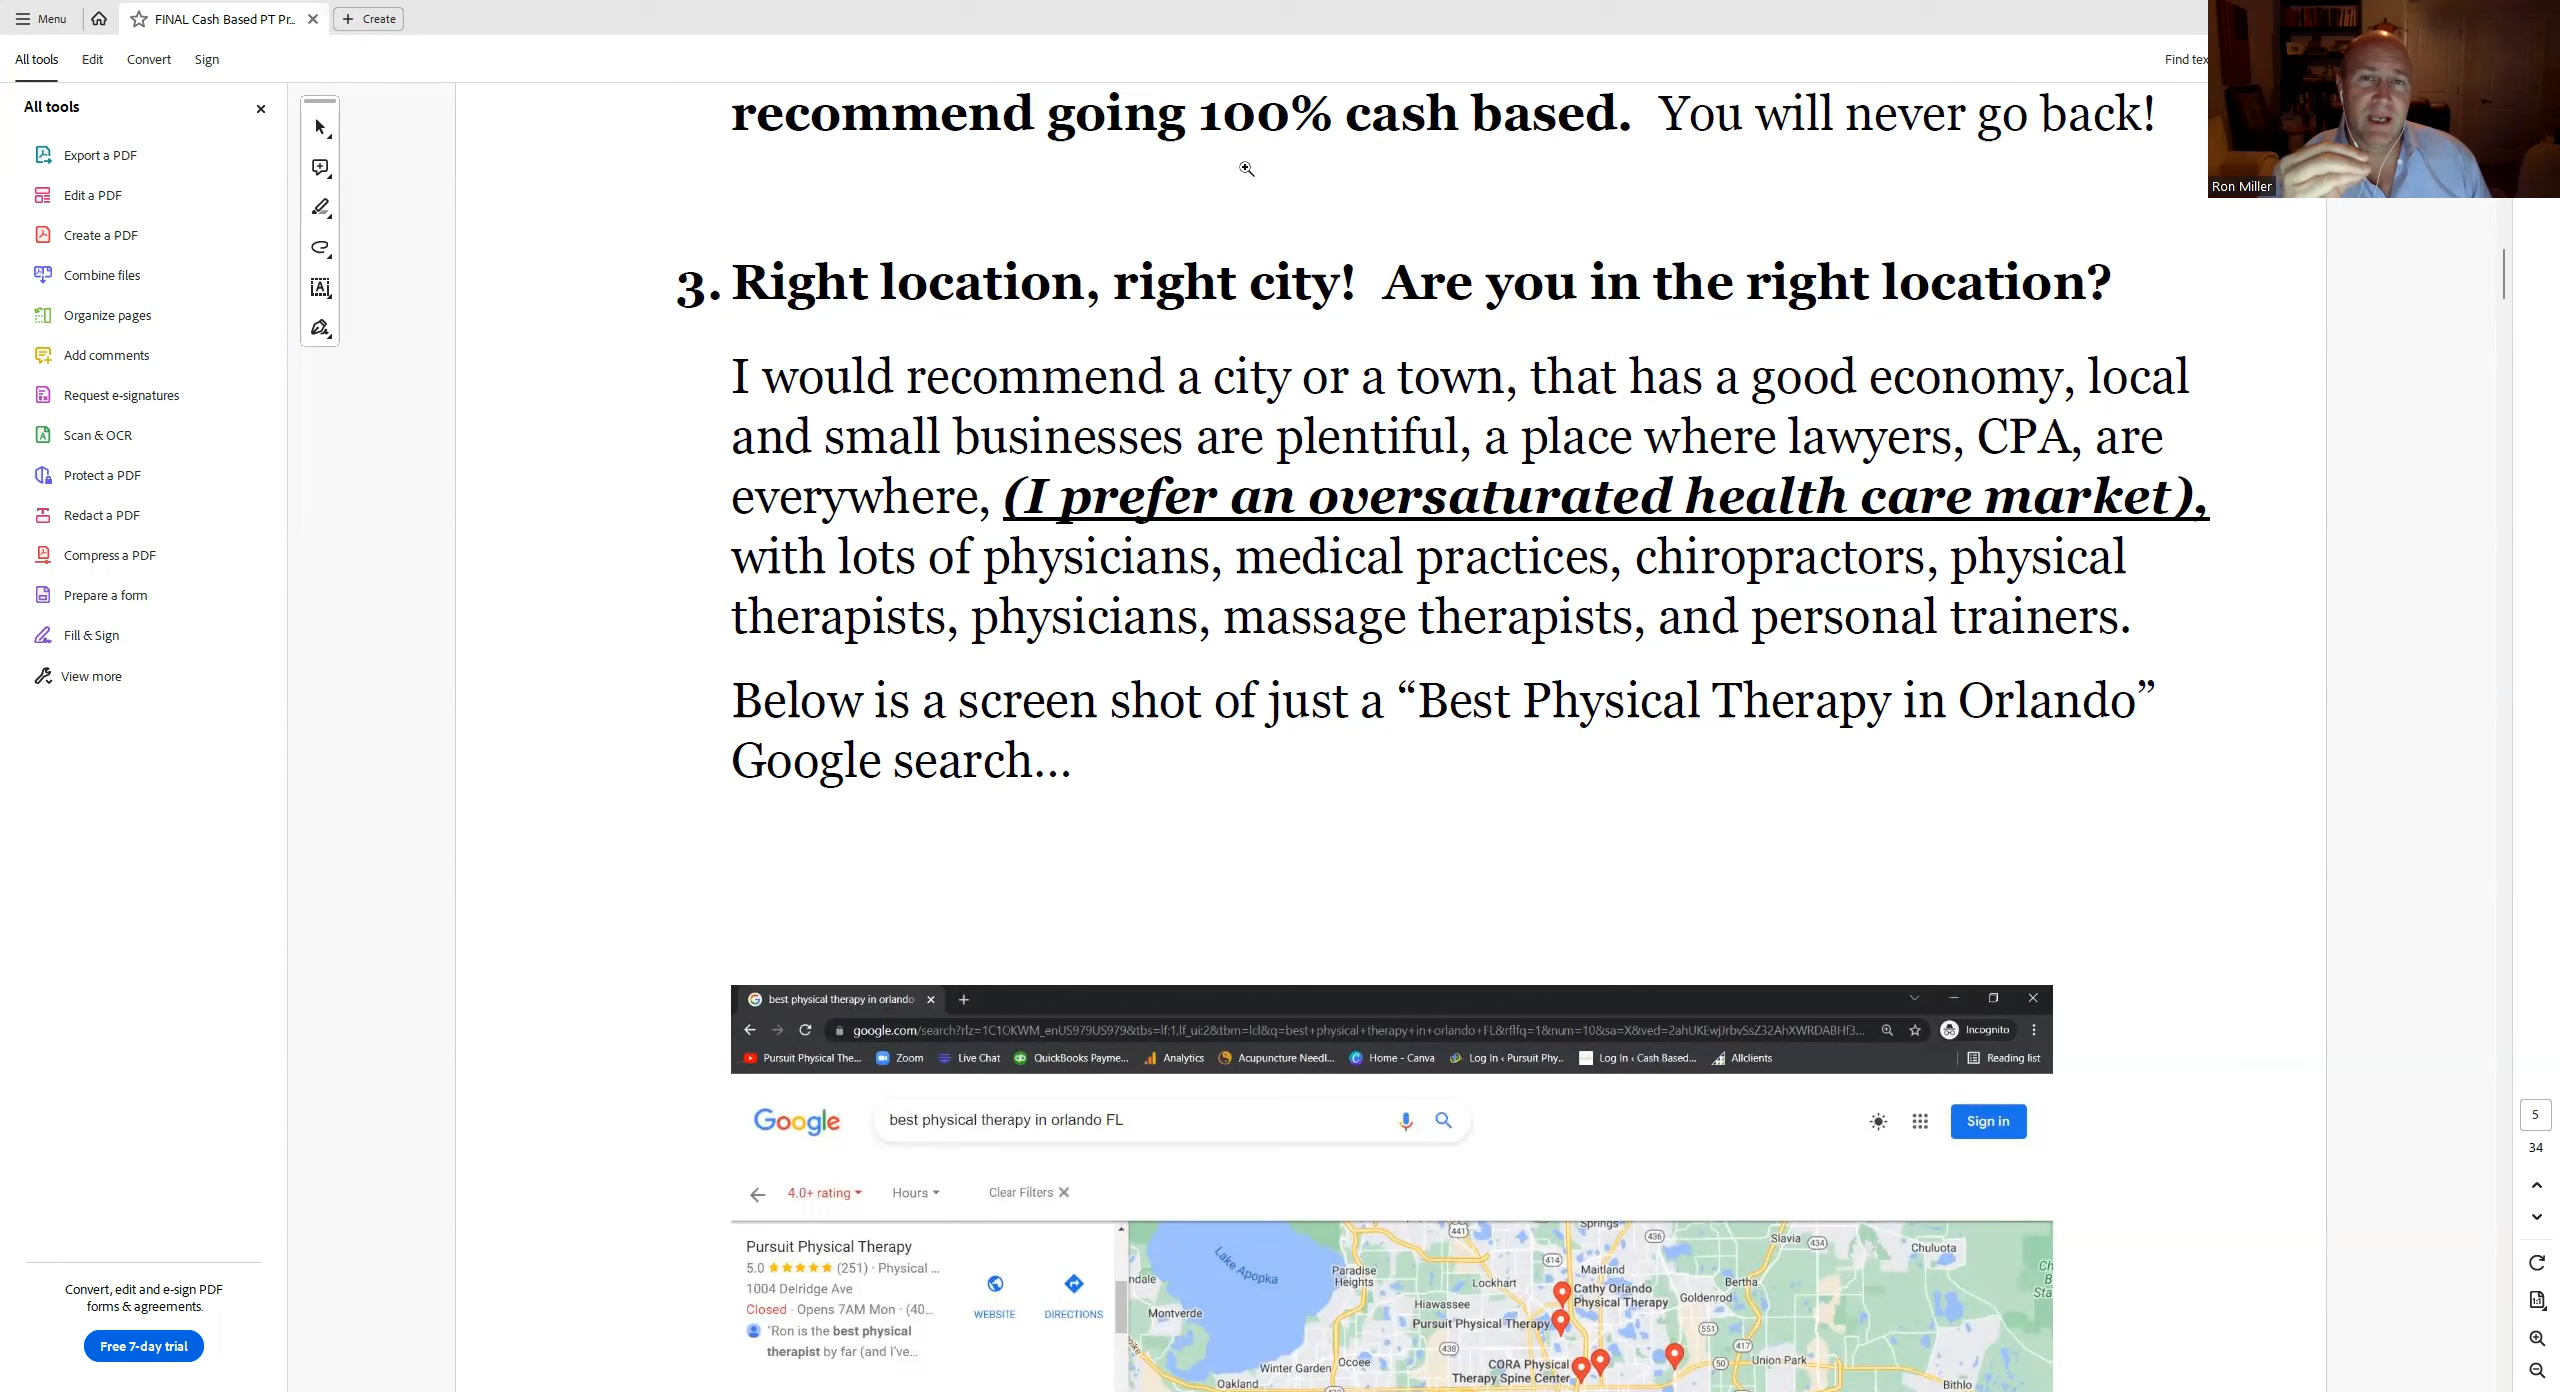 Menu
FINAL Cash Based PT Pr...
Create
All tools
Edit
Convert
Sign
Find tex
Ron Miller
All tools
Export a PDF
Edit a PDF
Create a PDF
Combine files
Organize pages
Add comments
Request e-signatures
Scan & OCR
Protect a PDF
Redact a PDF
Compress a PDF
Prepare a form
Fill & Sign
View more
Convert, edit and e-sign PDF
forms & agreements.
Free 7-day trial
recommend going 100% cash based. You will never go back!
3. Right location, right city! Are you in the right location?
I would recommend a city or a town, that has a good economy, local
and small businesses are plentiful, a place where lawyers, CPA, are
everywhere, (I prefer an oversaturated health care market),
with lots of physicians, medical practices, chiropractors, physical
therapists, physicians, massage therapists, and personal trainers.
Below is a screen shot of just a “Best Physical Therapy in Orlando”
Google search…
best physical therapy in orlando
Incognito
Pursuit Physical The...
Zoom
Live Chat
QuickBooks Payme...
Analytics
Acupuncture Needl...
Home - Canva
Log In ‹ Pursuit Phy...
Log In ‹ Cash Based...
Allclients
Reading list
Google
best physical therapy in orlando FL
Sign in
4.0+ rating
Hours
Clear Filters
Pursuit Physical Therapy
5.0 (251) · Physical ...
1004 Delridge Ave
Closed · Opens 7AM Mon · (40...
"Ron is the best physical
therapist by far (and I've...
WEBSITE
DIRECTIONS
Lake Apopka
ndale
Montverde
Paradise
Heights
Winter Garden
Ocoee
Oakland
441
Springs
436
414
Maitland
Lockhart
Hiawassee
Cathy Orlando
Physical Therapy
Pursuit Physical Therapy
438
CORA Physical
Therapy Spine Center
Slavia
434
Chuluota
Bertha
Goldenrod
551
417
50
Union Park
Bithlo
5
34